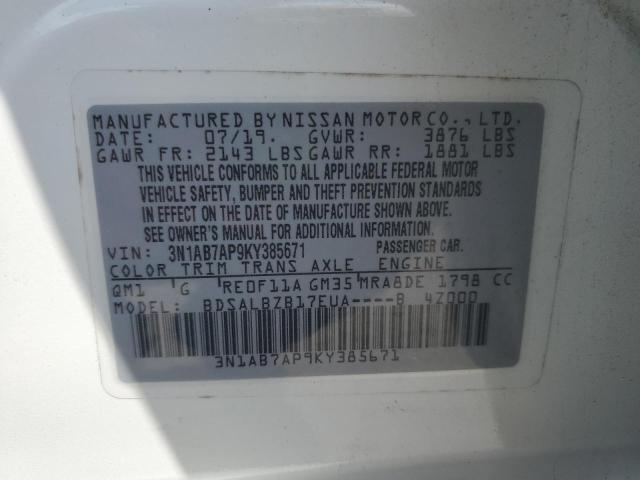 MANUFACTURED BY NISSAN MOTOR CO., LTD.
DATE: 07/19. GVWR: 3876 LBS
GAWR FR: 2143 LBS GAWR RR: 1881 LBS
THIS VEHICLE CONFORMS TO ALL APPLICABLE FEDERAL MOTOR
VEHICLE SAFETY, BUMPER AND THEFT PREVENTION STANDARDS
IN EFFECT ON THE DATE OF MANUFACTURE SHOWN ABOVE.
SEE OWNER'S MANUAL FOR ADDITIONAL INFORMATION.
VIN: 3N1AB7AP9KY385671 PASSENGER CAR.
COLOR TRIM TRANS AXLE ENGINE
QM1 G RE0F11A GM35 MRA8DE 1798 CC
MODEL: BDSALBZB17EUA----B 4Z000
3N1AB7AP9KY385671